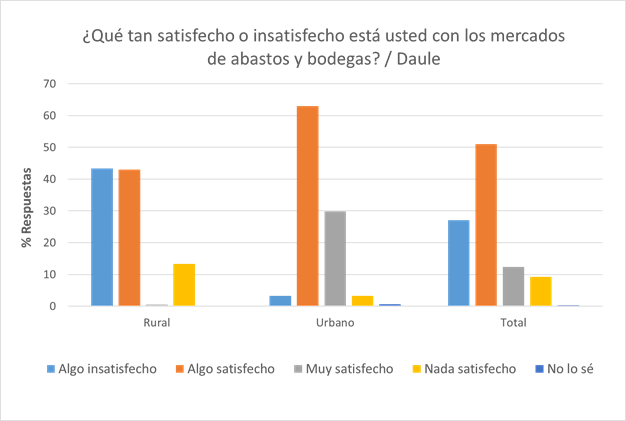 ¿Qué tan satisfecho o insatisfecho está usted con los mercados
de abastos y bodegas? / Daule
70
60
50
40
30
20
10
0
% Respuestas
Rural
Urbano
Total
Algo insatisfecho
Algo satisfecho
Muy satisfecho
Nada satisfecho
No lo sé